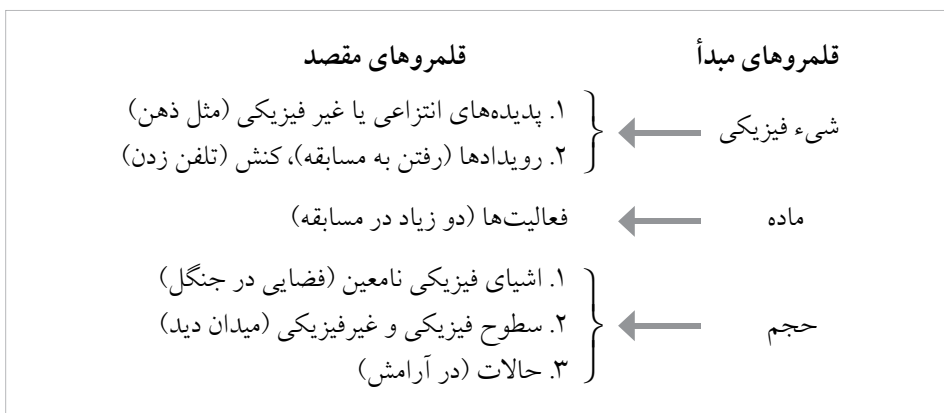 قلمروهای مبدأ قلمروهای مقصد
شیء فیزیکی
۱. پدیده‌های انتزاعی یا غیر فیزیکی (مثل ذهن)
۲. رویدادها (رفتن به مسابقه)، کنش (تلفن زدن)
ماده فعالیت‌ها (دو زیاد در مسابقه)
حجم
۱. اشیای فیزیکی نامعین (فضایی در جنگل)
۲. سطوح فیزیکی و غیرفیزیکی (میدان دید)
۳. حالات (در آرامش)